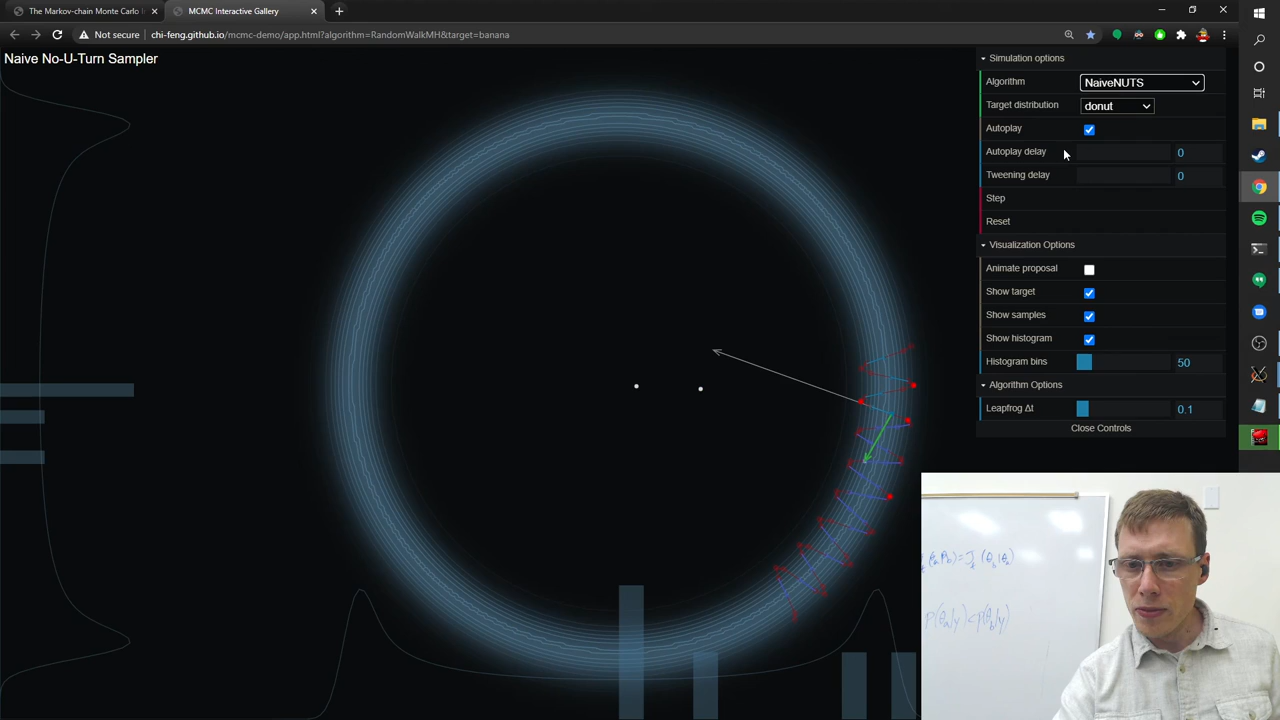 The Markov-chain Monte Carlo I
MCMC Interactive Gallery
Not secure
chi-feng.github.io/mcmc-demo/app.html?algorithm=RandomWalkMH&target=banana
Naive No-U-Turn Sampler
Simulation options
Algorithm NaiveNUTS
Target distribution donut
Autoplay
Autoplay delay 0
Tweening delay 0
Step
Reset
Visualization Options
Animate proposal
Show target
Show samples
Show histogram
Histogram bins 50
Algorithm Options
Leapfrog Δt 0.1
Close Controls
P(θₐ|y) < p(θ_b|y)